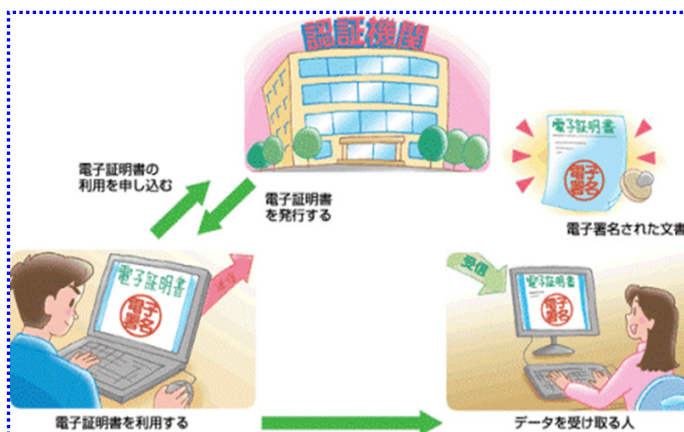 認証機関
電子証明書の
利用を申し込む
電子証明書
を発行する
電子証明書
電子
署名
電子署名された文書
電子証明書
電子
署名
送信
受信
電子証明書
電子
署名
電子証明書を利用する
データを受け取る人